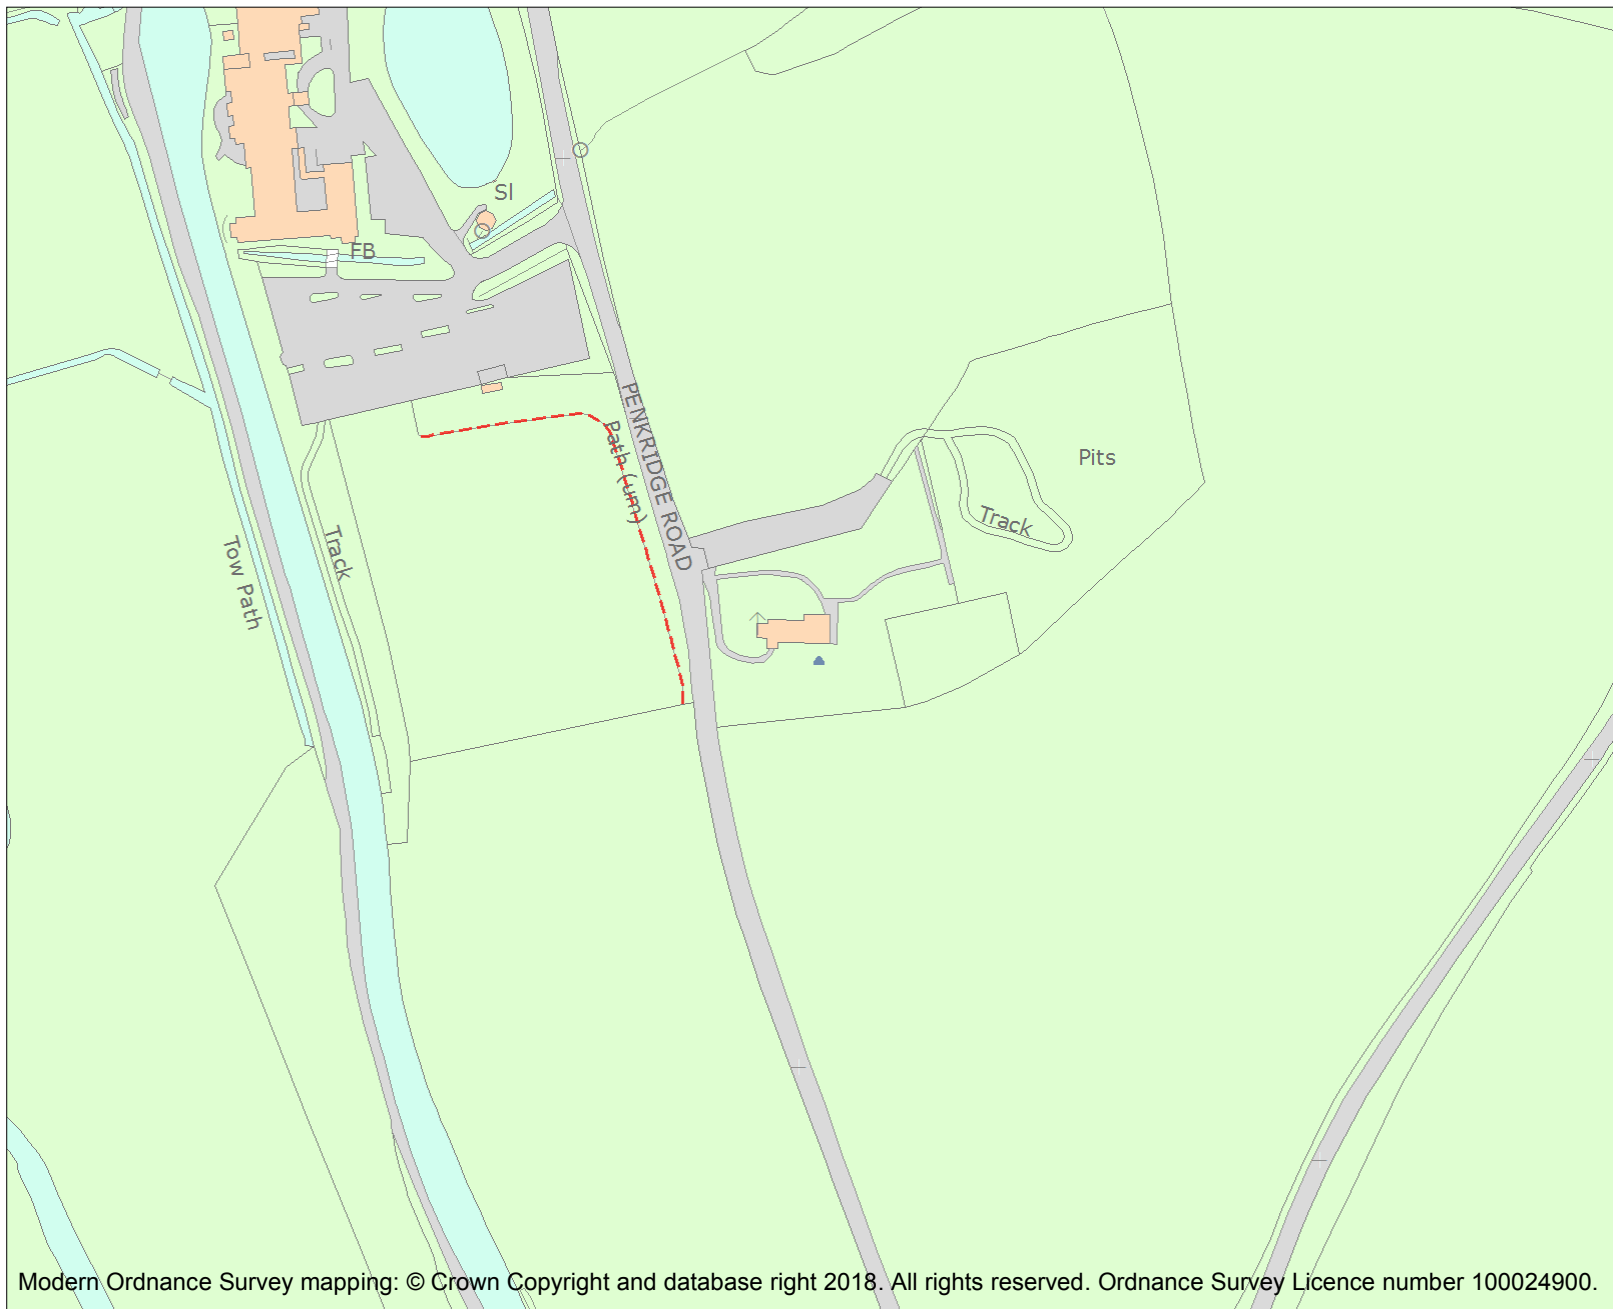 Sl
FB
PENKRIDGE ROAD
Path (um)
Pits
Track
Track
Tow Path
Modern Ordnance Survey mapping: © Crown Copyright and database right 2018. All rights reserved. Ordnance Survey Licence number 100024900.